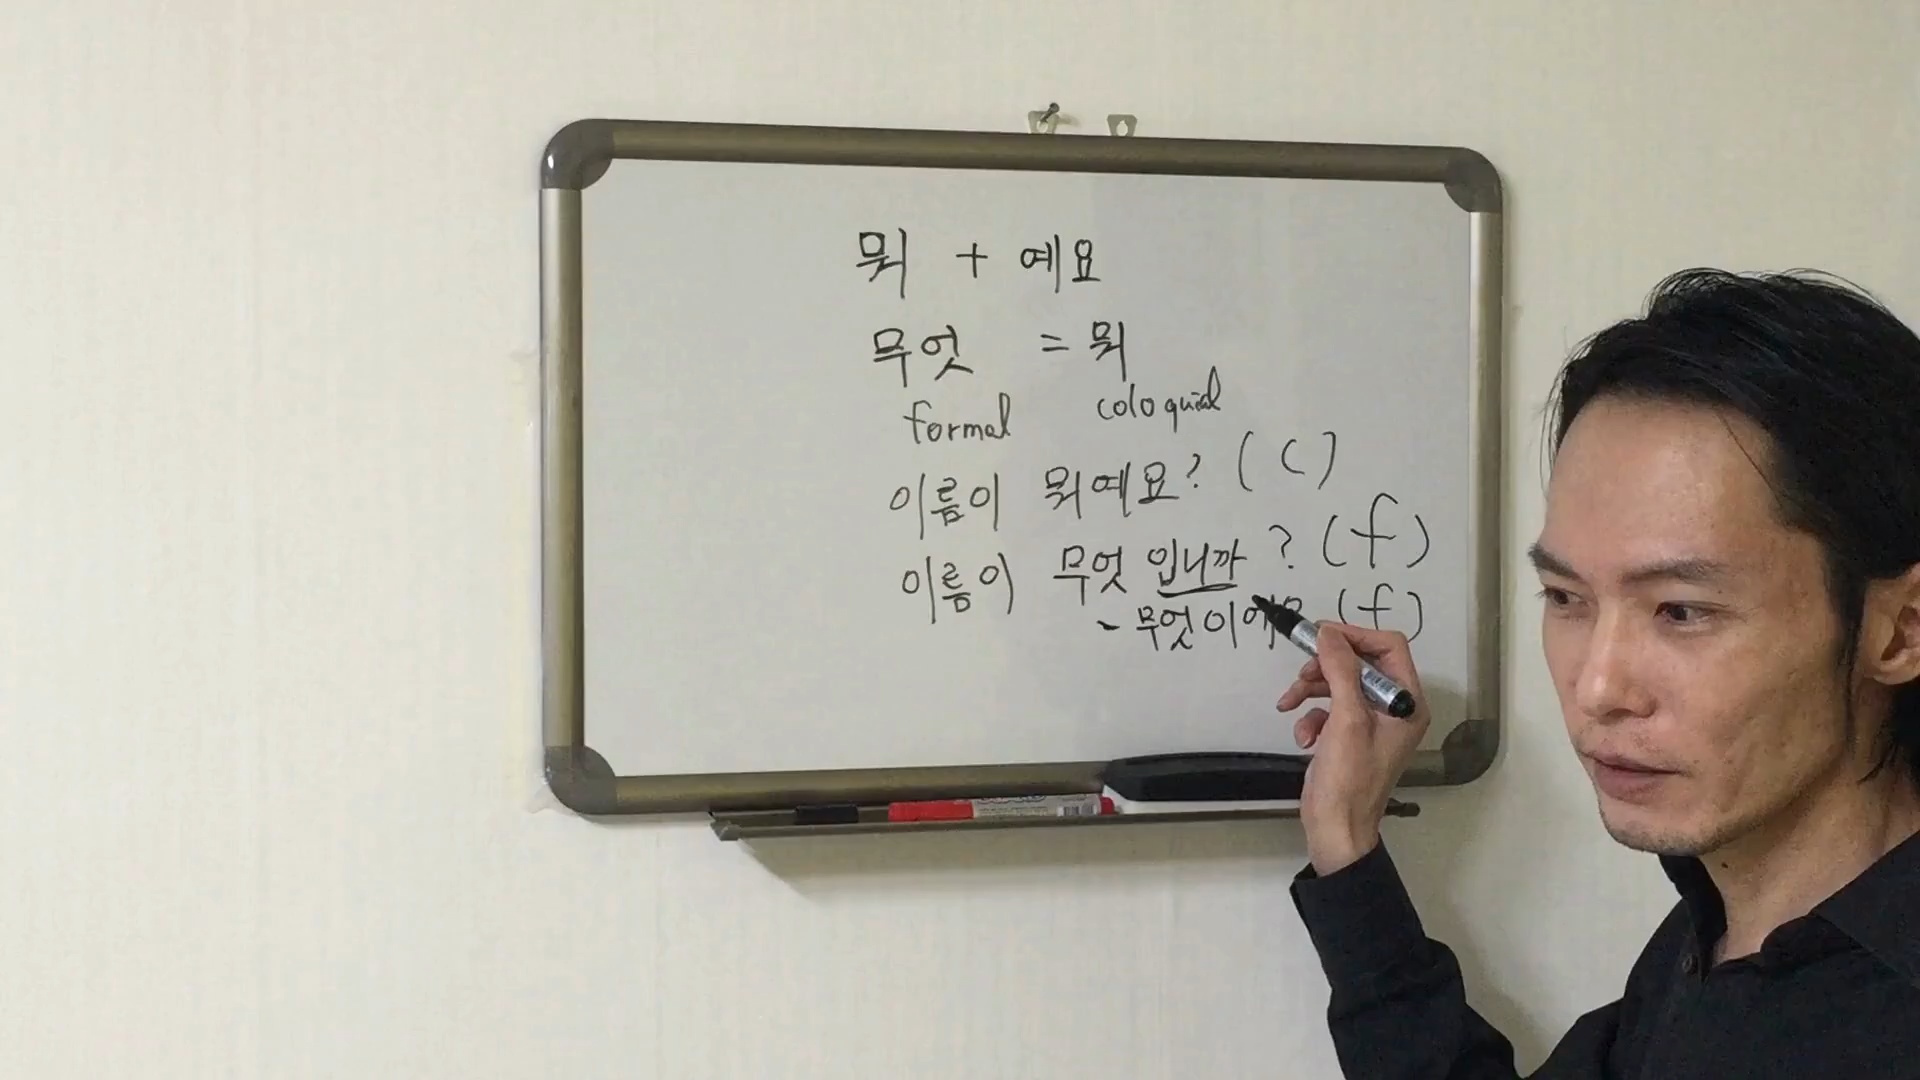 뭐 + 예요
무엇 = 뭐
formal coloquial
이름이 뭐예요? (c)
이름이 무엇 입니까 ? (f)
- 무엇이에요 (f)